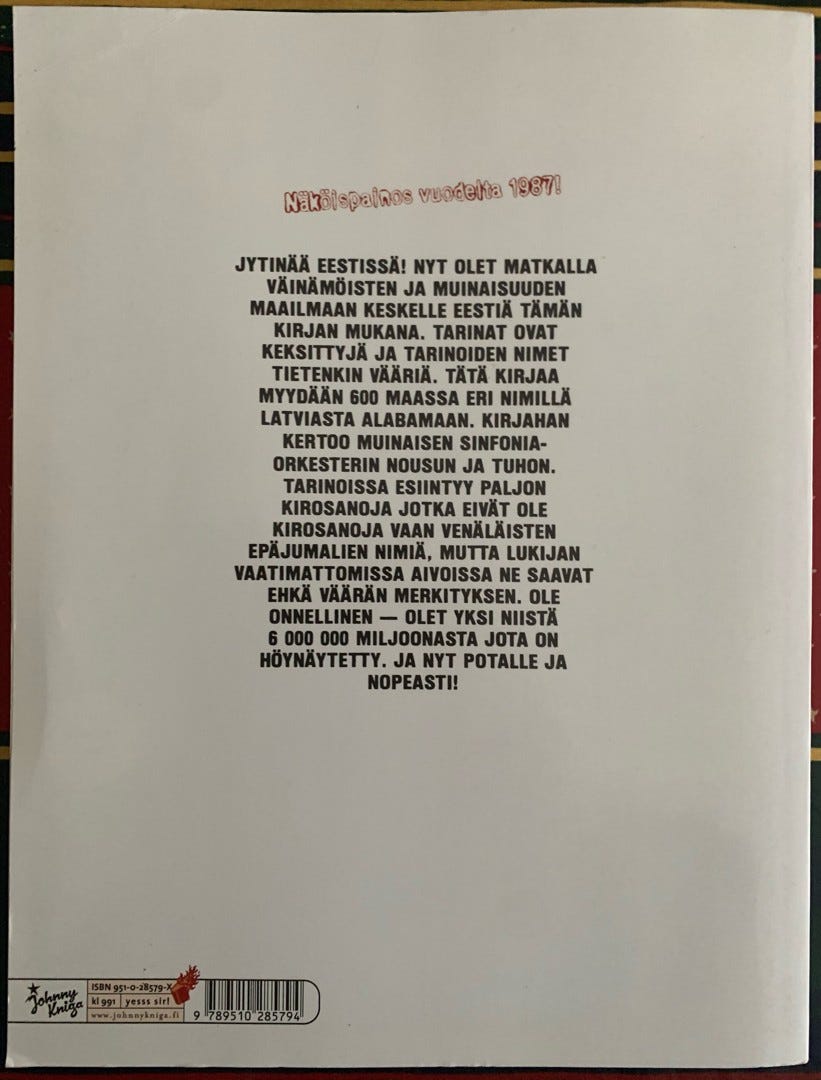 Näköispainos vuodelta 1987!
JYTINÄÄ EESTISSÄ! NYT OLET MATKALLA
VÄINÄMÖISTEN JA MUINAISUUDEN
MAAILMAAN KESKELLE EESTIÄ TÄMÄN
KIRJAN MUKANA. TARINAT OVAT
KEKSITTYJÄ JA TARINOIDEN NIMET
TIETENKIN VÄÄRIÄ. TÄTÄ KIRJAA
MYYDÄÄN 600 MAASSA ERI NIMILLÄ
LATVIASTA ALABAMAAN. KIRJAHAN
KERTOO MUINAISEN SINFONIA-
ORKESTERIN NOUSUN JA TUHON.
TARINOISSA ESIINTYY PALJON
KIROSANOJA JOTKA EIVÄT OLE
KIROSANOJA VAAN VENÄLÄISTEN
EPÄJUMALIEN NIMIÄ, MUTTA LUKIJAN
VAATIMATTOMISSA AIVOISSA NE SAAVAT
EHKÄ VÄÄRÄN MERKITYKSEN. OLE
ONNELLINEN — OLET YKSI NIISTÄ
6 000 000 MILJOONASTA JOTA ON
HÖYNÄYTETTY. JA NYT POTALLE JA
NOPEASTI!
Johnny
Kniga
ISBN 951-0-28579-X
kl 991 yesss sir!
www.johnnykniga.fi
9 789510 285794